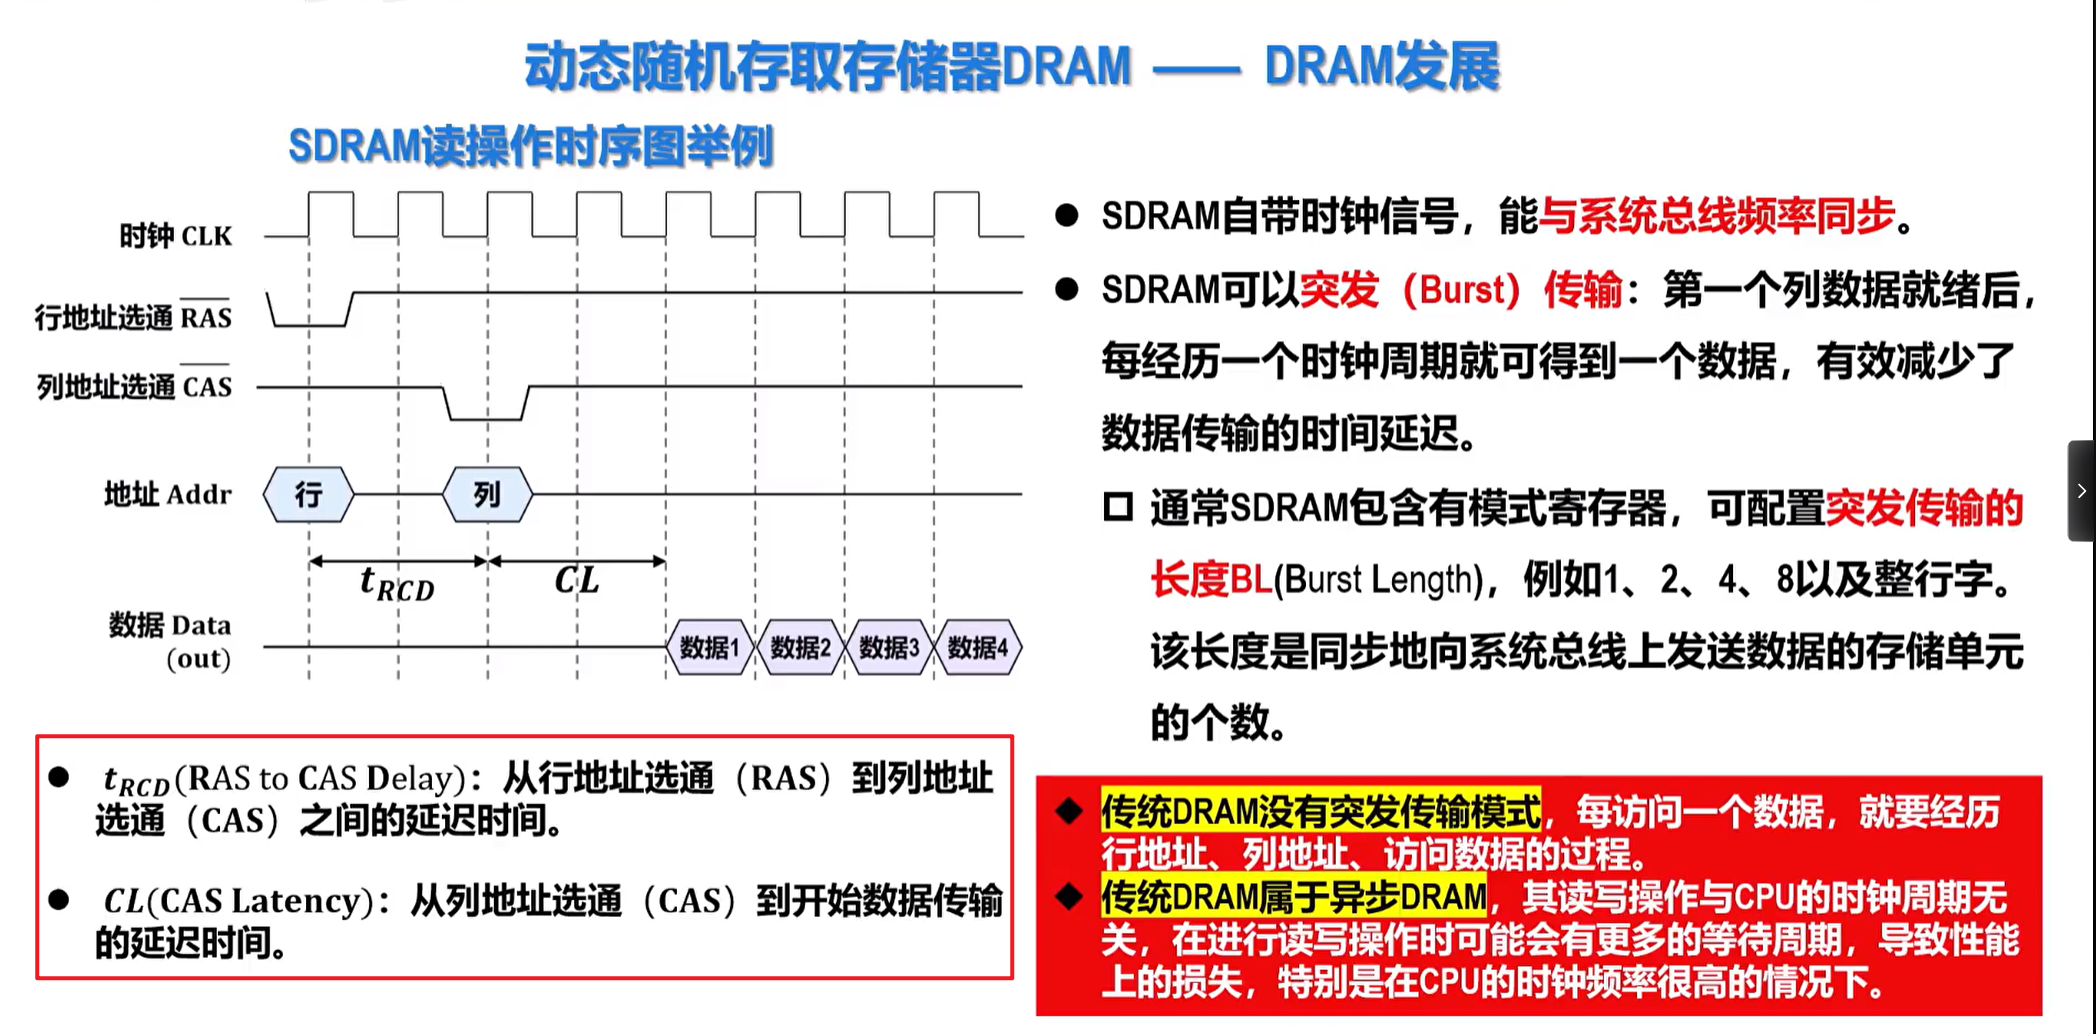 动态随机存取存储器DRAM —— DRAM发展
SDRAM读操作时序图举例
时钟 CLK
行地址选通 RAS
列地址选通 CAS
地址 Addr
行
列
tRCD
CL
数据 Data
(out)
数据1
数据2
数据3
数据4
● tRCD(RAS to CAS Delay)：从行地址选通（RAS）到列地址
选通（CAS）之间的延迟时间。
● CL(CAS Latency)：从列地址选通（CAS）到开始数据传输
的延迟时间。
● SDRAM自带时钟信号，能与系统总线频率同步。
● SDRAM可以突发（Burst）传输：第一个列数据就绪后，
每经历一个时钟周期就可得到一个数据，有效减少了
数据传输的时间延迟。
□ 通常SDRAM包含有模式寄存器，可配置突发传输的
长度BL(Burst Length)，例如1、2、4、8以及整行字。
该长度是同步地向系统总线上发送数据的存储单元
的个数。
◆ 传统DRAM没有突发传输模式，每访问一个数据，就要经历
行地址、列地址、访问数据的过程。
◆ 传统DRAM属于异步DRAM，其读写操作与CPU的时钟周期无
关，在进行读写操作时可能会有更多的等待周期，导致性能
上的损失，特别是在CPU的时钟频率很高的情况下。